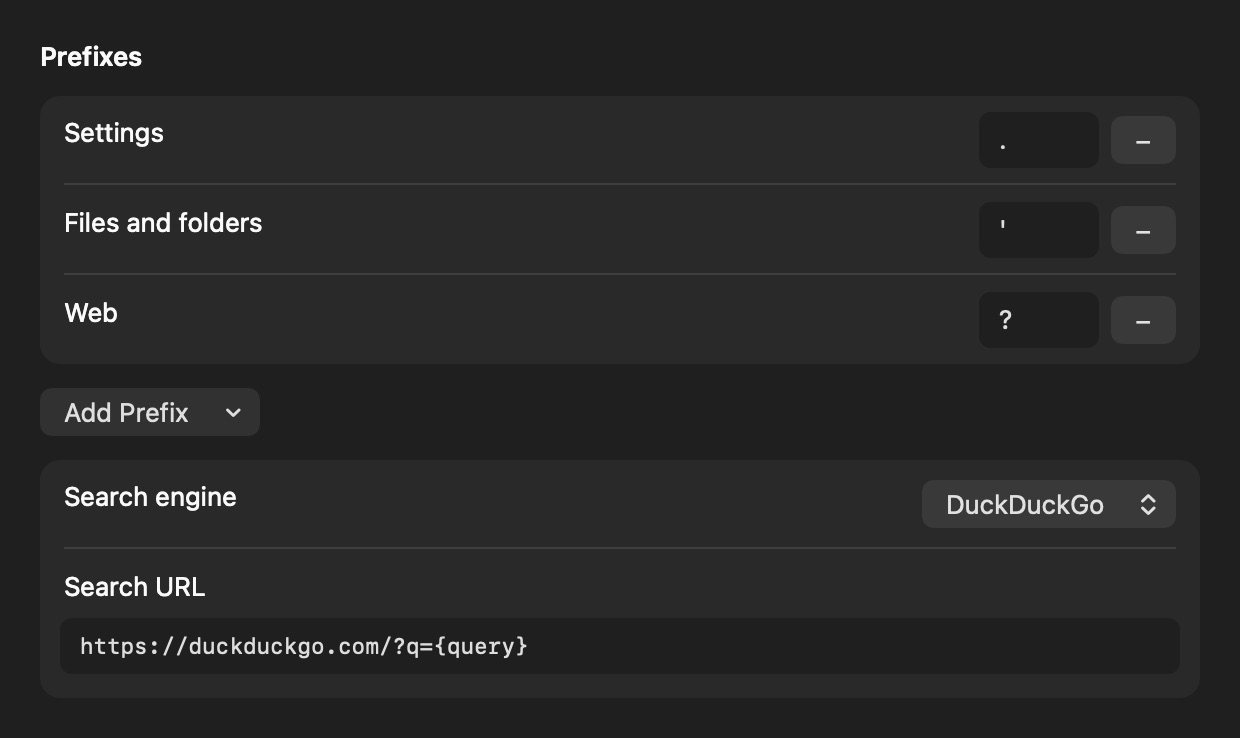 Prefixes
Settings . –
Files and folders ' –
Web ? –
Add Prefix
Search engine DuckDuckGo
Search URL
https://duckduckgo.com/?q={query}